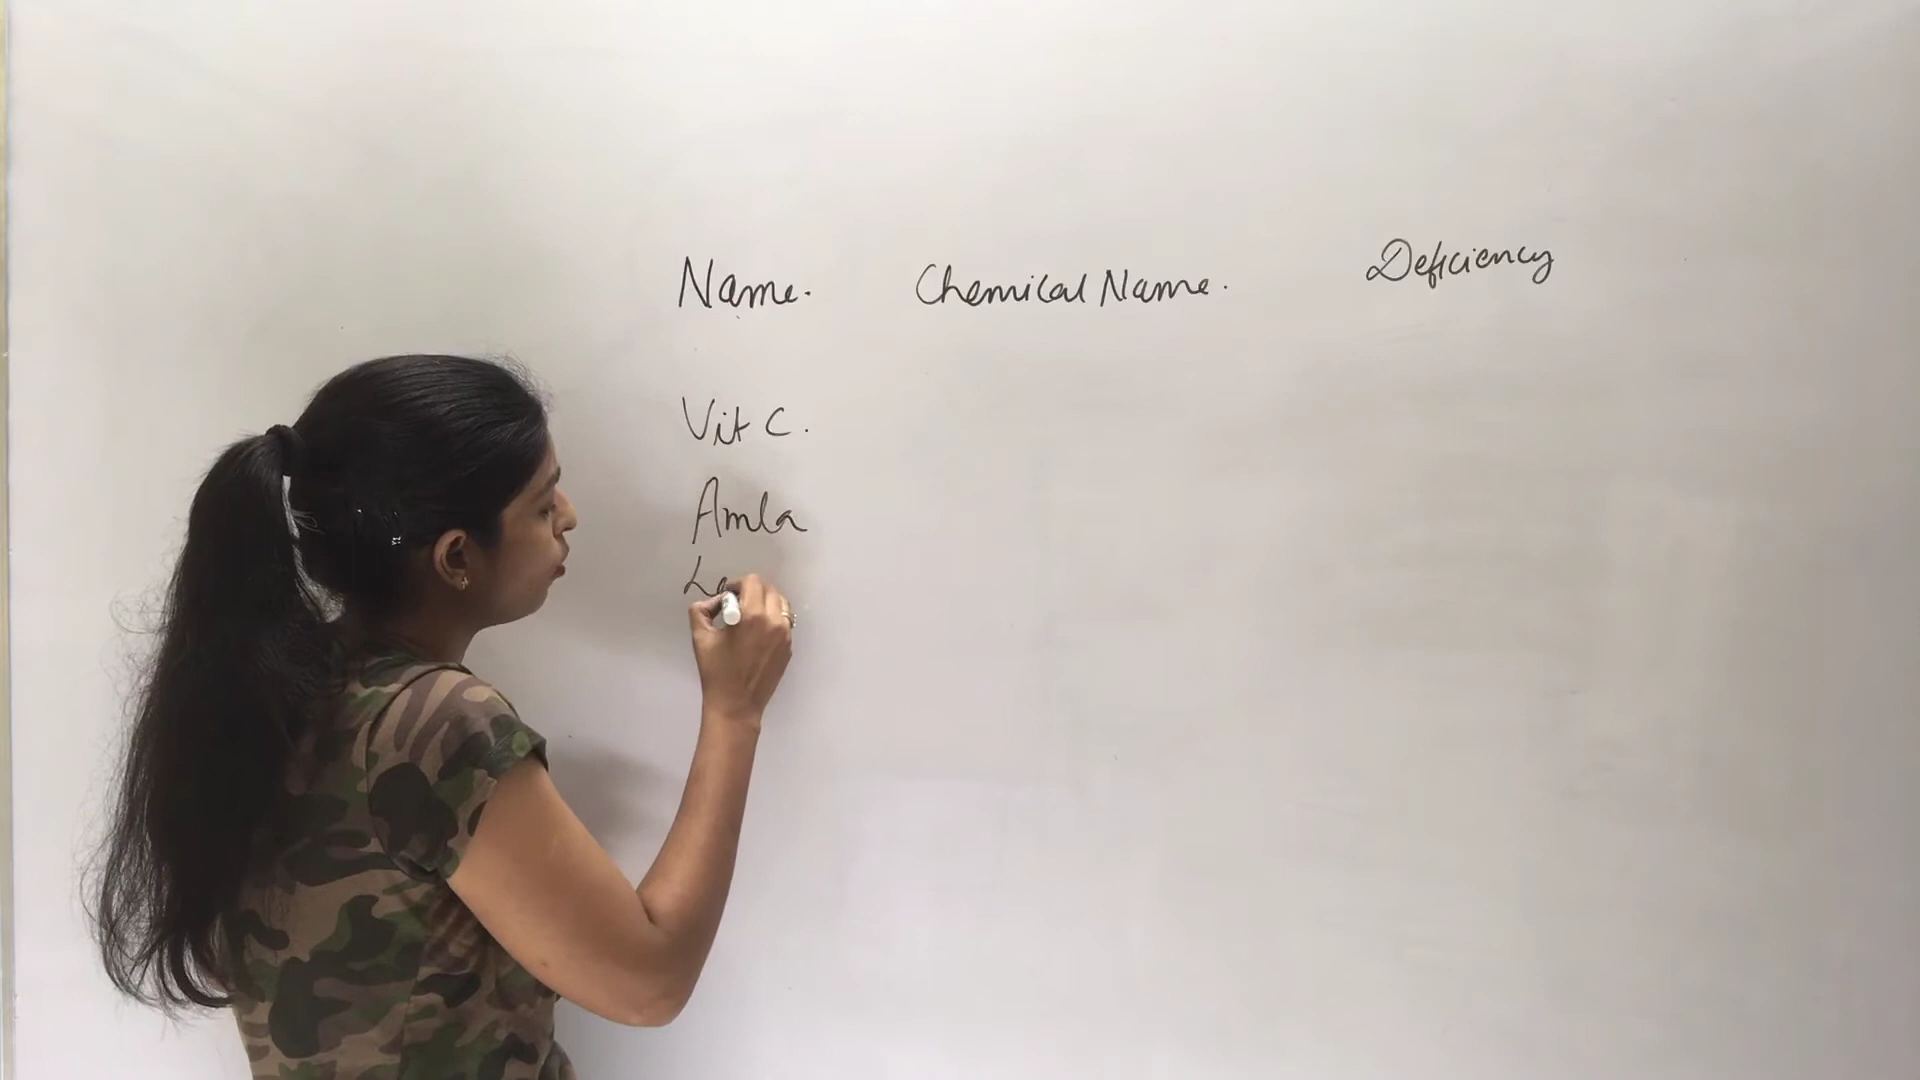 Name. Chemical Name. Deficiency
Vit C.
Amla